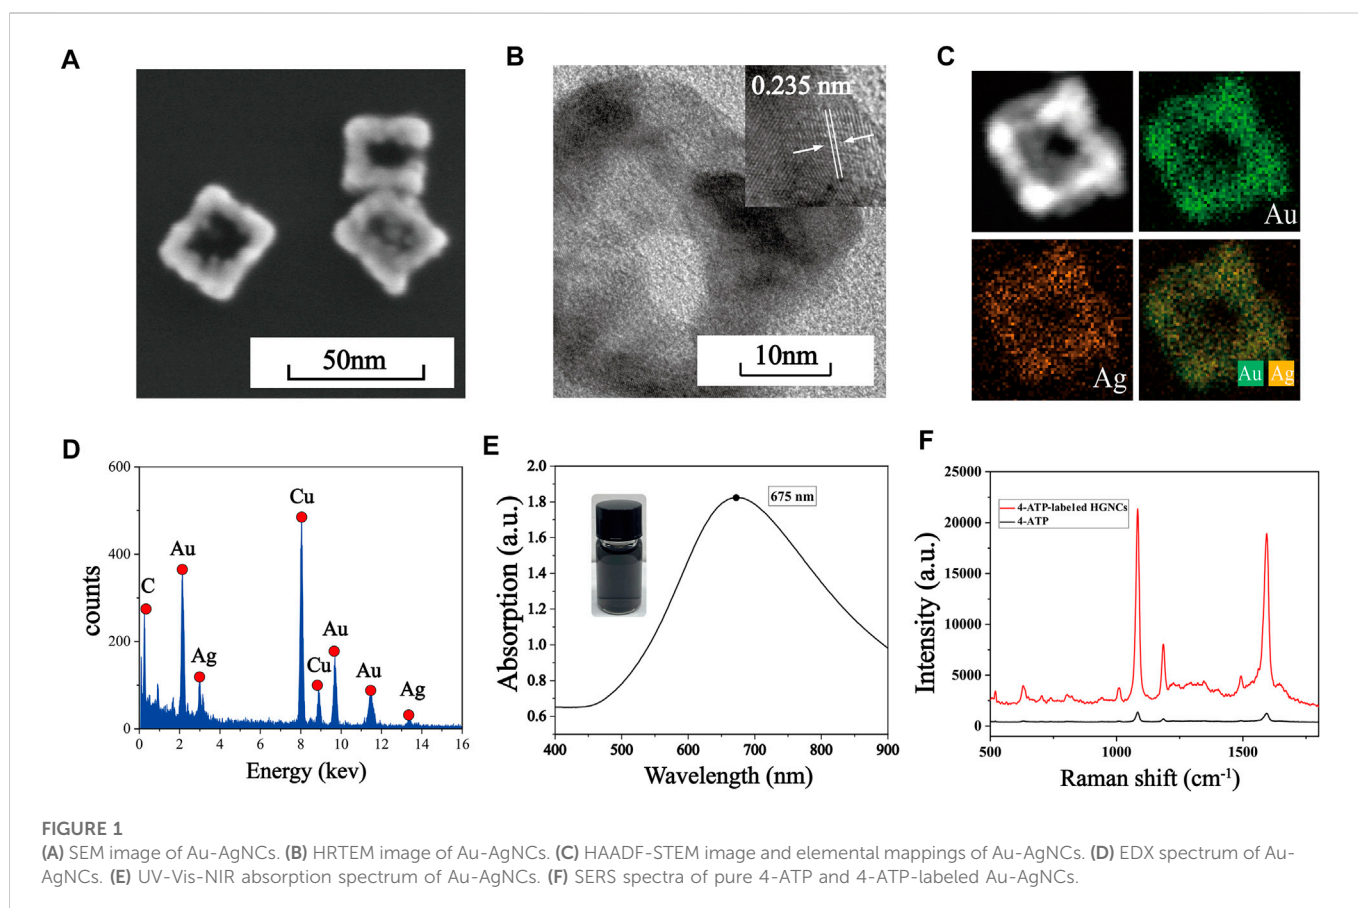 A
50nm
B
0.235 nm
10nm
C
Au
Ag
Au Ag
D
600
400
200
0
counts
C
Au
Ag
Cu
Cu
Au
Au
Ag
0 2 4 6 8 10 12 14 16
Energy (kev)
E
2.0
1.8
1.6
1.4
1.2
1.0
0.8
0.6
Absorption (a.u.)
675 nm
400 500 600 700 800 900
Wavelength (nm)
F
25000
20000
15000
10000
5000
0
Intensity (a.u.)
4-ATP-labeled HGNCs
4-ATP
500 1000 1500
Raman shift (cm⁻¹)
FIGURE 1
(A) SEM image of Au-AgNCs. (B) HRTEM image of Au-AgNCs. (C) HAADF-STEM image and elemental mappings of Au-AgNCs. (D) EDX spectrum of Au-
AgNCs. (E) UV-Vis-NIR absorption spectrum of Au-AgNCs. (F) SERS spectra of pure 4-ATP and 4-ATP-labeled Au-AgNCs.